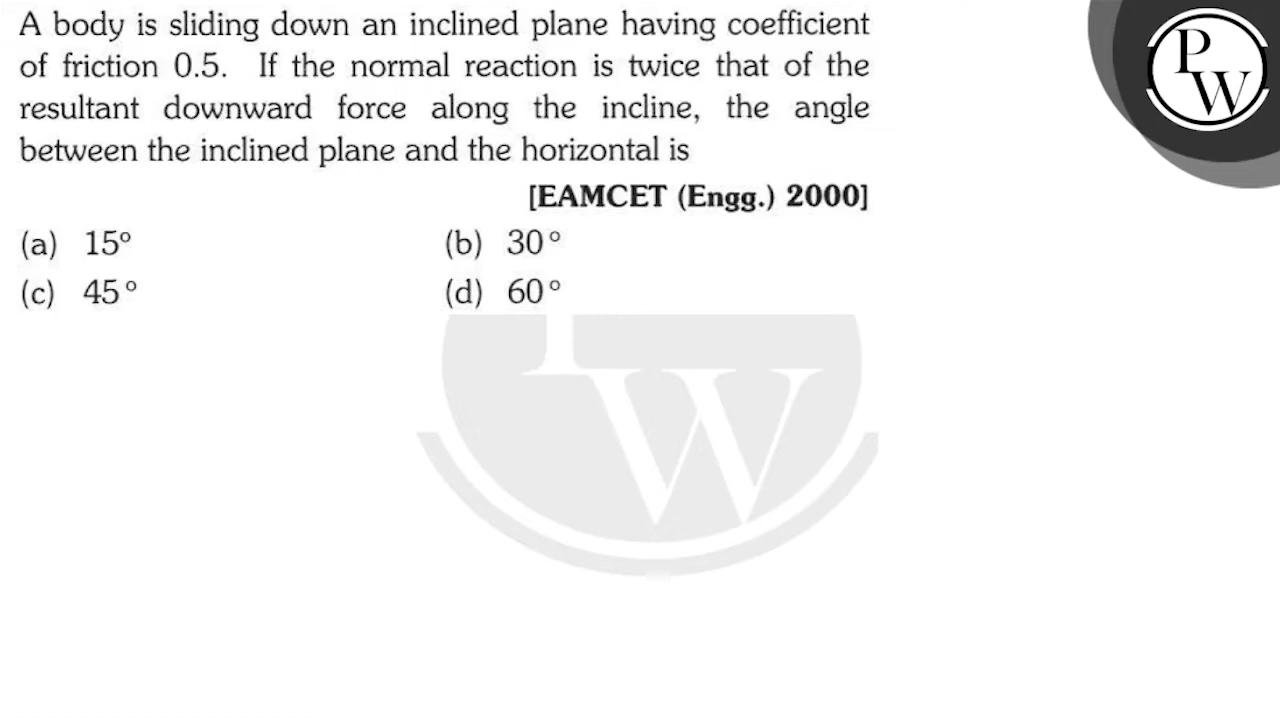 A body is sliding down an inclined plane having coefficient
of friction 0.5. If the normal reaction is twice that of the
resultant downward force along the incline, the angle
between the inclined plane and the horizontal is
[EAMCET (Engg.) 2000]
(a) 15° (b) 30°
(c) 45° (d) 60°
PW
W